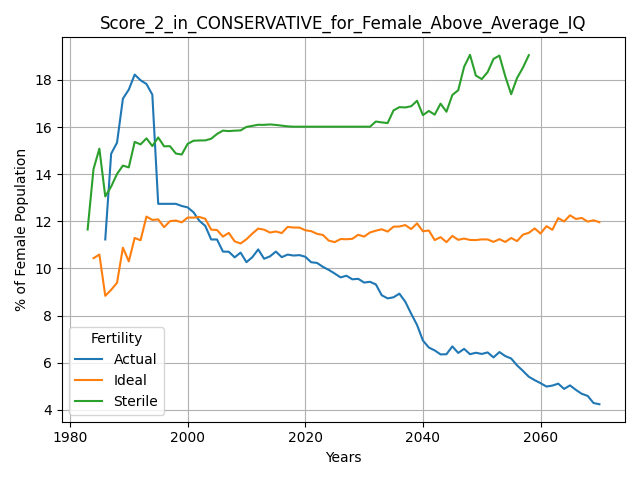 Score_2_in_CONSERVATIVE_for_Female_Above_Average_IQ
% of Female Population
18
16
14
12
10
8
6
4
Fertility
Actual
Ideal
Sterile
1980 2000 2020 2040 2060
Years